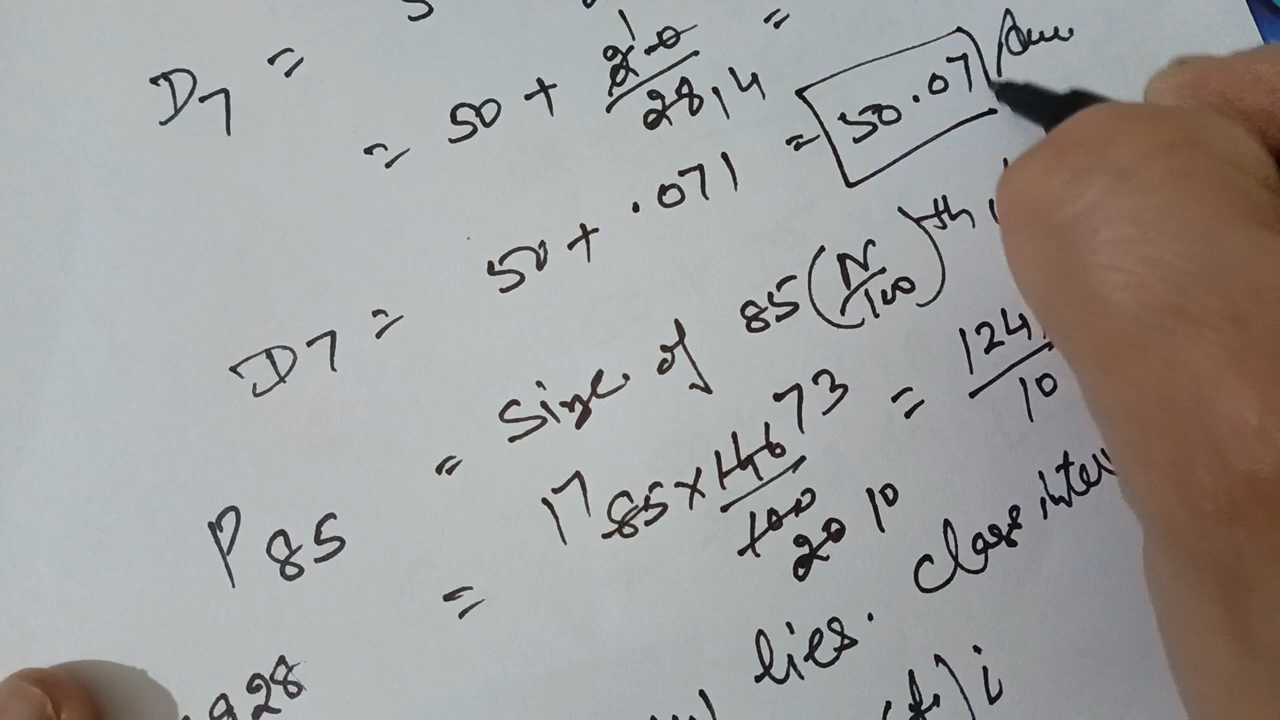 D7 =
= 50 + 2.0/28,4 =
50 + .071 = 50.07 Ans
D7 =
P85 = Size of 85(N/100)th
= 17 85 × 146 73/100 20 10 = 124/10
lies. class inter
928
) i